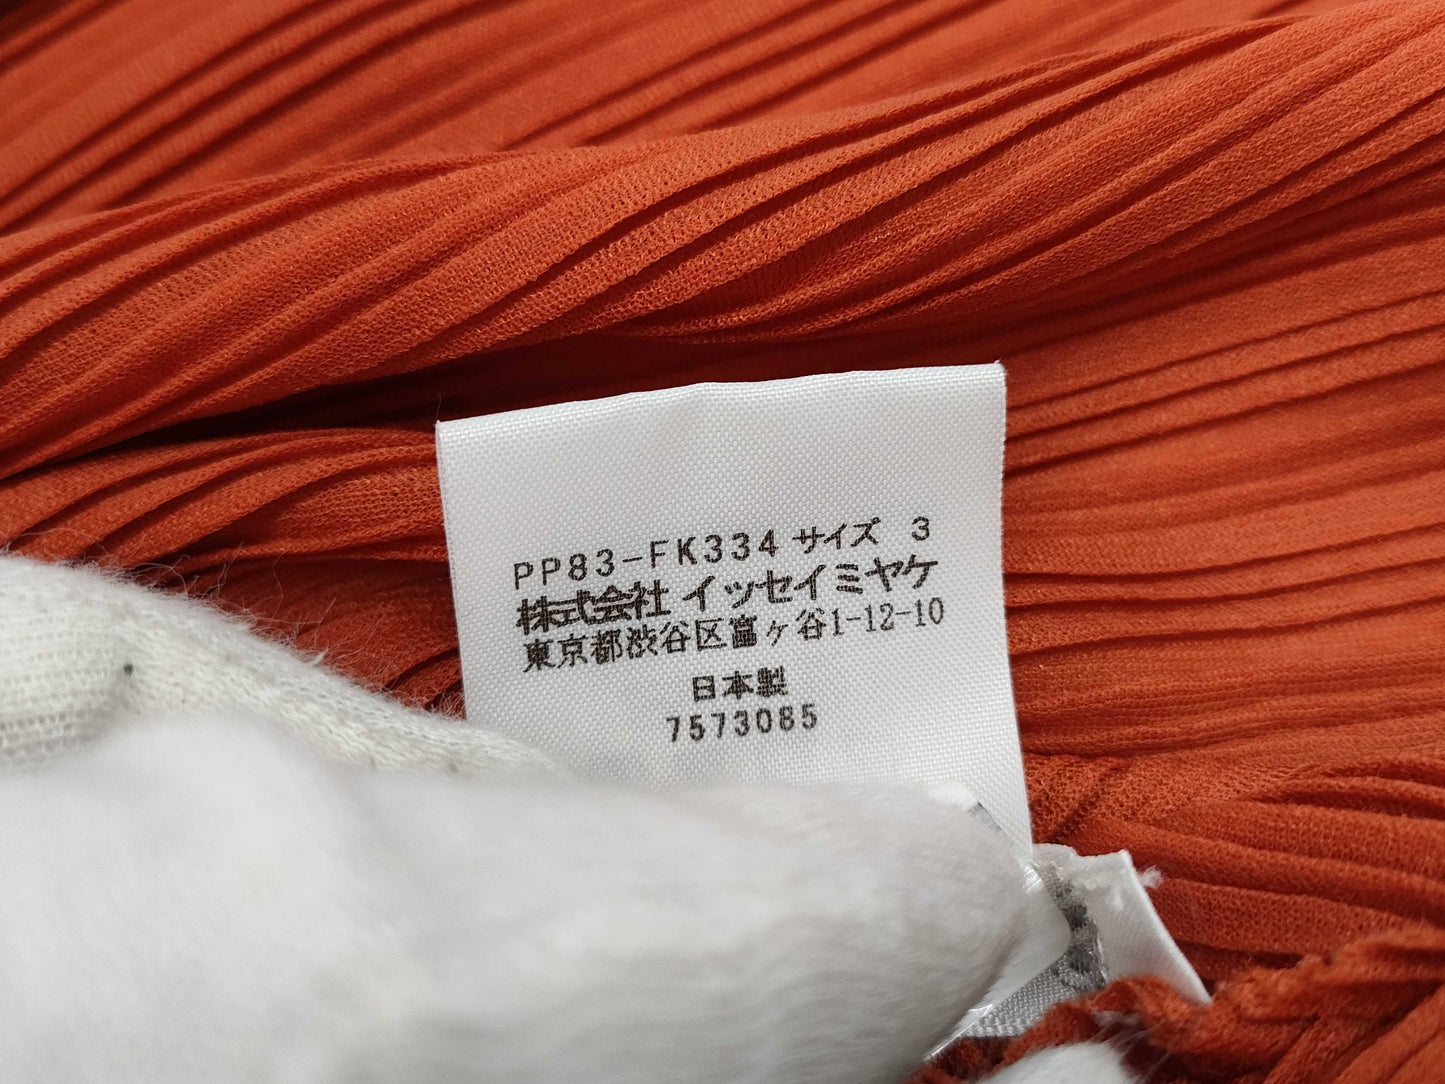 PP83-FK334 サイズ 3
株式会社 イッセイミヤケ
東京都渋谷区富ヶ谷1-12-10
日本製
7573085